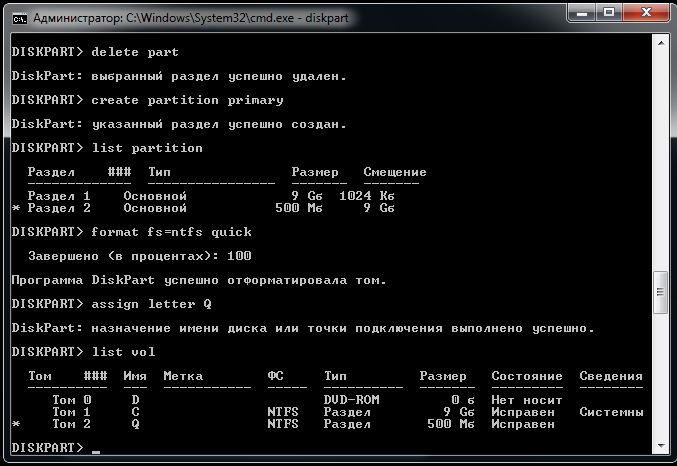 Администратор: C:\Windows\System32\cmd.exe - diskpart
DISKPART> delete part
DiskPart: выбранный раздел успешно удален.
DISKPART> create partition primary
DiskPart: указанный раздел успешно создан.
DISKPART> list partition
Раздел    ###  Тип                 Размер   Смещение
-------------  ----------------  -------  -------
Раздел 1    Основной             9 Gб  1024 Кб
* Раздел 2    Основной           500 Мб     9 Gб
DISKPART> format fs=ntfs quick
Завершено (в процентах): 100
Программа DiskPart успешно отформатировала том.
DISKPART> assign letter Q
DiskPart: назначение имени диска или точки подключения выполнено успешно.
DISKPART> list vol
Том    ###  Имя  Метка        ФС     Тип         Размер   Состояние  Сведения
----------  ---  -----------  -----  ----------  -------  ---------  --------
Том 0     D                       DVD-ROM         0 б  Нет носит
Том 1     C                NTFS   Раздел          9 Gб  Исправен   Системны
* Том 2     Q                NTFS   Раздел        500 Мб  Исправен
DISKPART> _